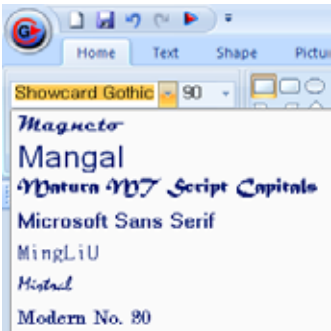 Home Text Shape Pictu
Showcard Gothic 90
Magneto
Mangal
Matura MT Script Capitals
Microsoft Sans Serif
MingLiU
Mistral
Modern No. 20